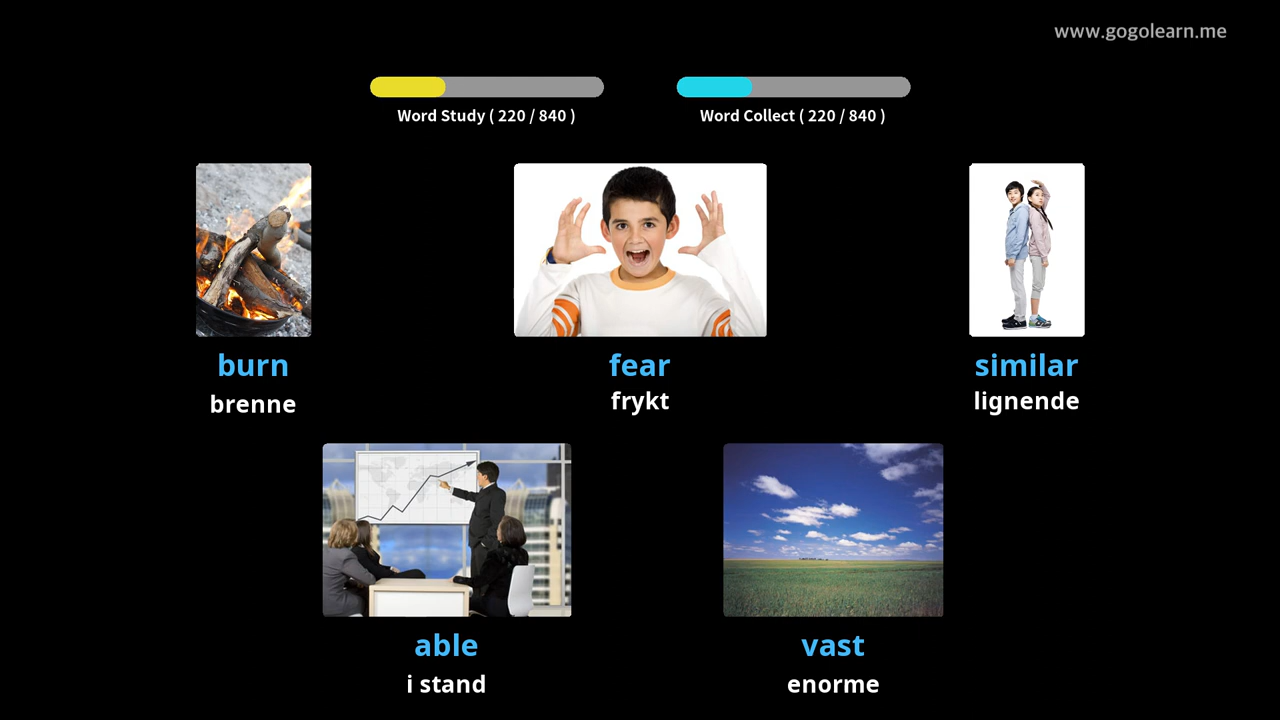 www.gogolearn.me
Word Study ( 220 / 840 )
Word Collect ( 220 / 840 )
burn
brenne
fear
frykt
similar
lignende
able
i stand
vast
enorme